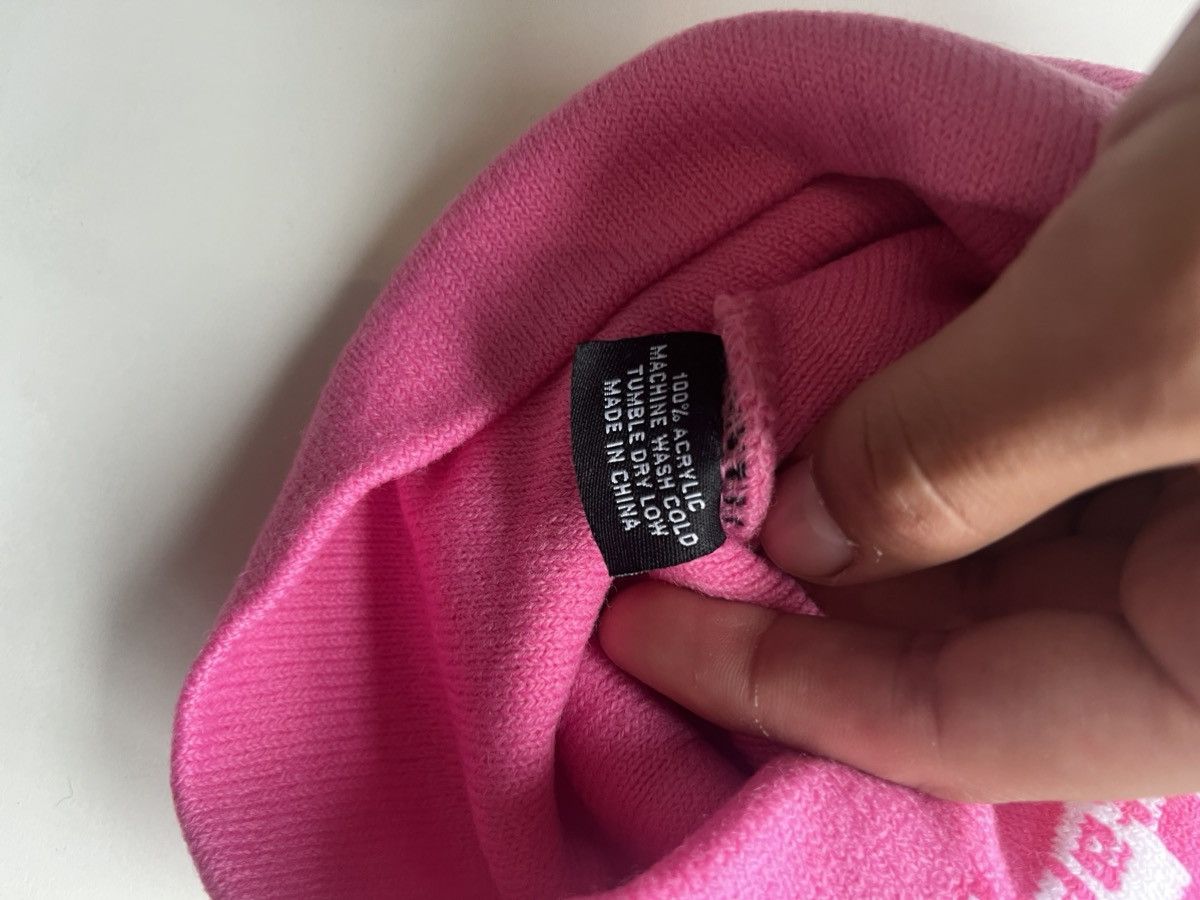 100% ACRYLIC
MACHINE WASH COLD
TUMBLE DRY LOW
MADE IN CHINA